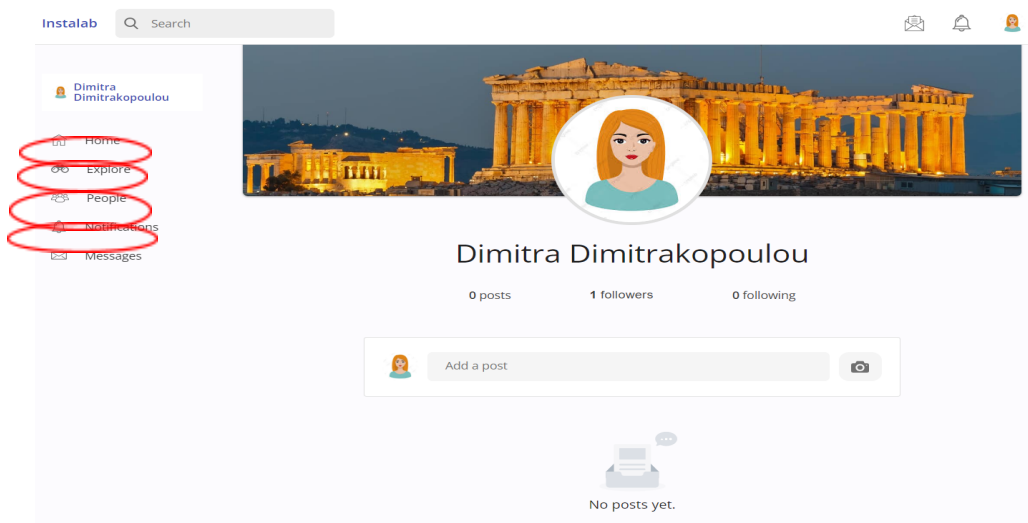 Instalab
Search
Dimitra
Dimitrakopoulou
Home
Explore
People
Notifications
Messages
Dimitra Dimitrakopoulou
0 posts
1 followers
0 following
Add a post
No posts yet.